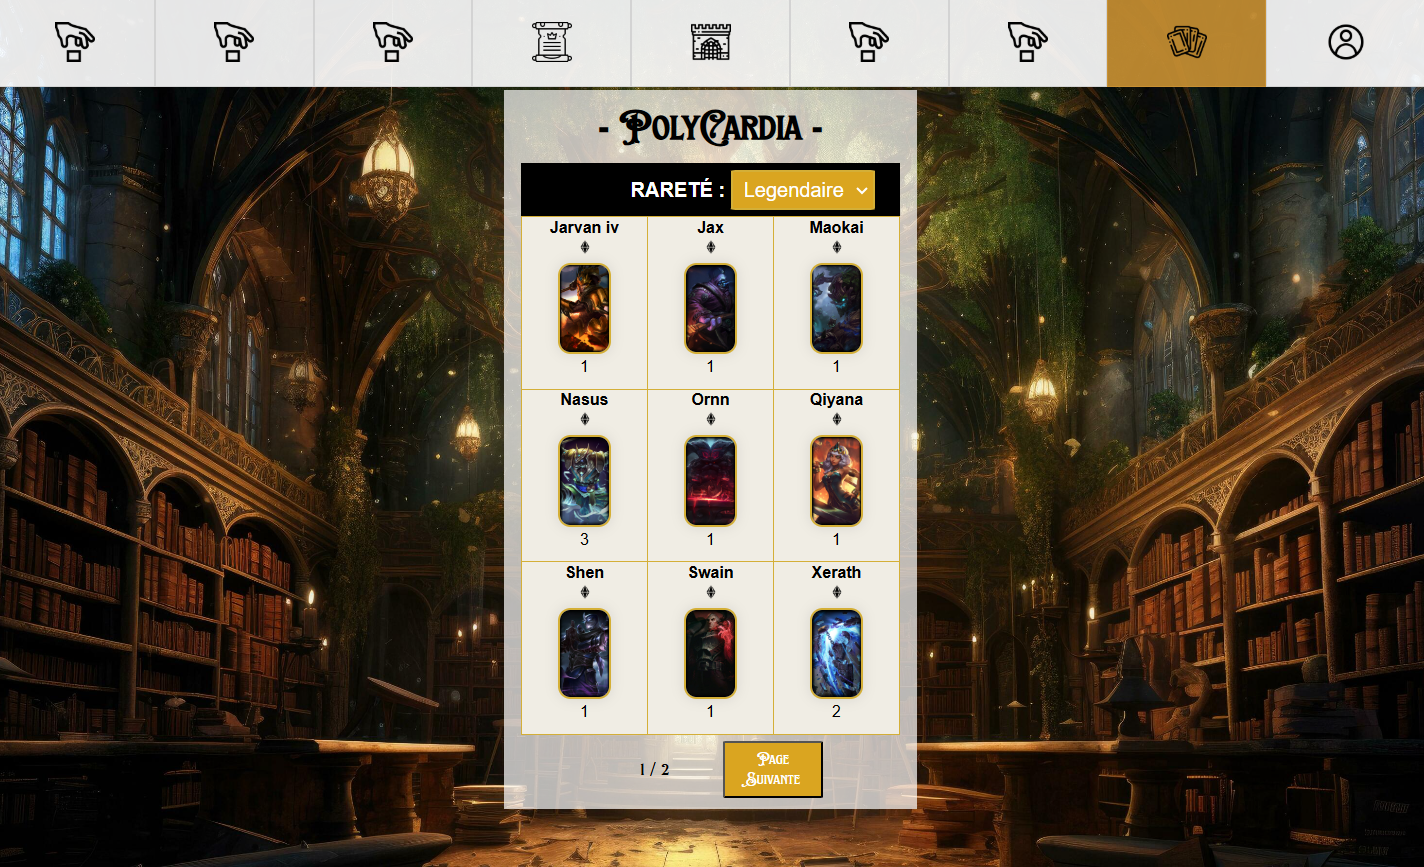 - PolyCardia -
RARETÉ : Legendaire
Jarvan iv Jax Maokai
1 1 1
Nasus Ornn Qiyana
3 1 1
Shen Swain Xerath
1 1 2
1 / 2
Page
Suivante